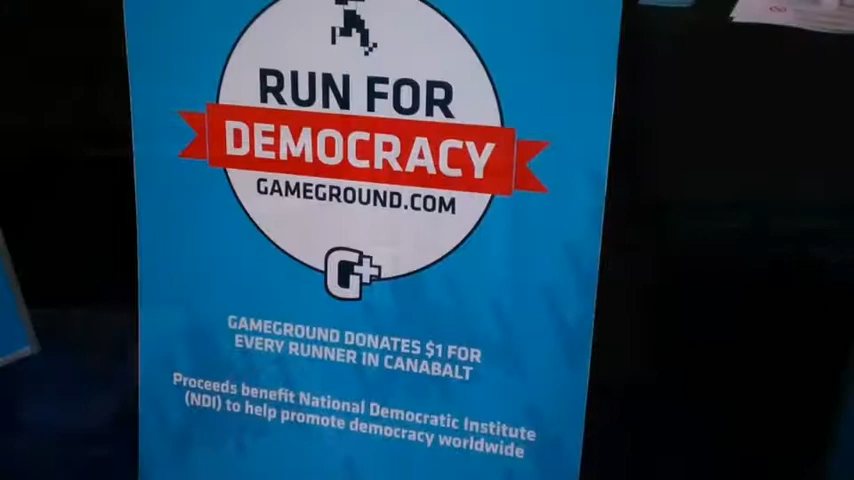 RUN FOR
DEMOCRACY
GAMEGROUND.COM
G+
GAMEGROUND DONATES $1 FOR
EVERY RUNNER IN CANABALT
Proceeds benefit National Democratic Institute
(NDI) to help promote democracy worldwide